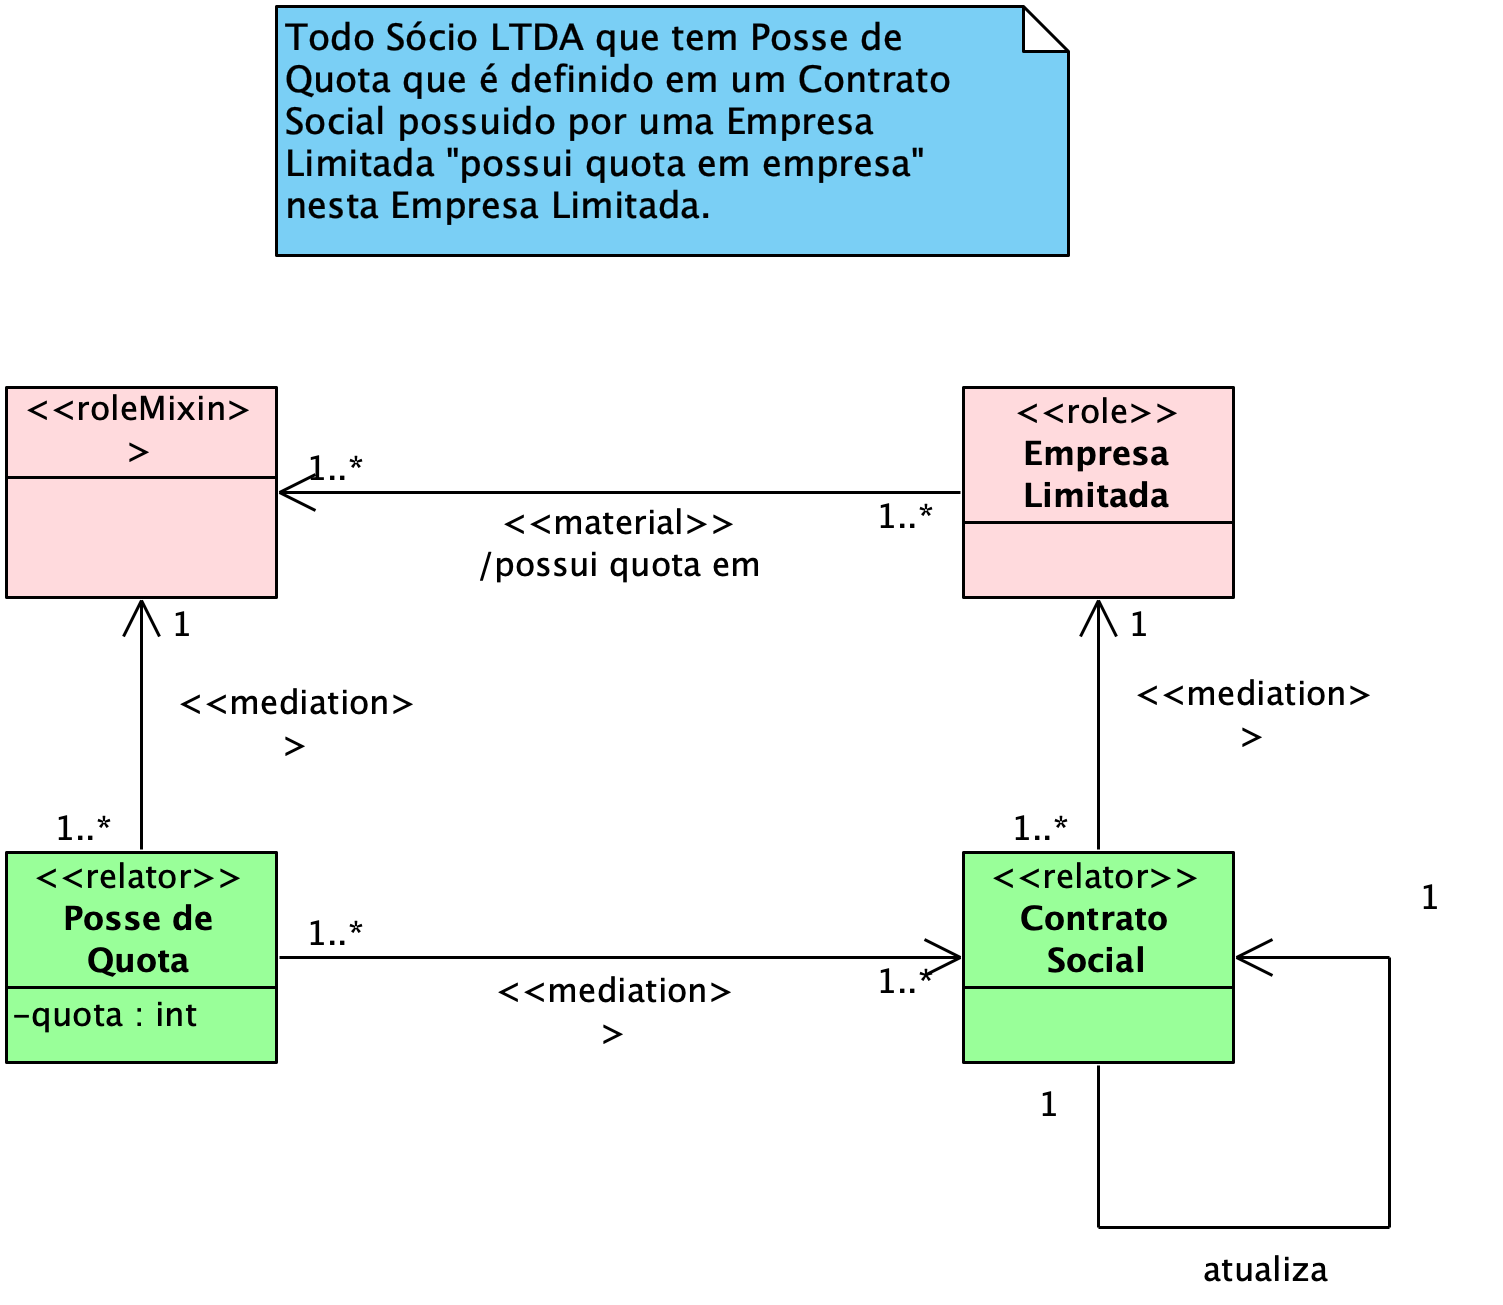 Todo Sócio LTDA que tem Posse de
Quota que é definido em um Contrato
Social possuido por uma Empresa
Limitada "possui quota em empresa"
nesta Empresa Limitada.
<<roleMixin>
>
<<role>>
Empresa
Limitada
1..*
1..*
<<material>>
/possui quota em
1
1
<<mediation>
>
<<mediation>
>
1..*
1..*
<<relator>>
Posse de
Quota
-quota : int
<<relator>>
Contrato
Social
1
1..*
1..*
<<mediation>
>
1
atualiza